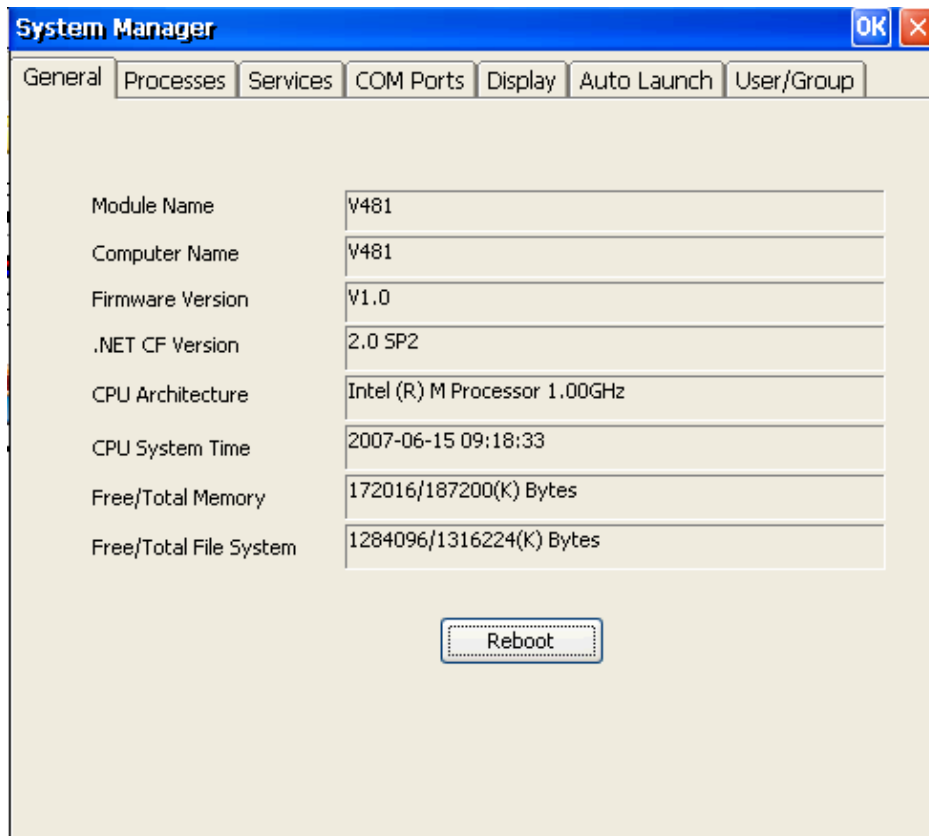 System Manager OK
General Processes Services COM Ports Display Auto Launch User/Group
Module Name V481
Computer Name V481
Firmware Version V1.0
.NET CF Version 2.0 SP2
CPU Architecture Intel (R) M Processor 1.00GHz
CPU System Time 2007-06-15 09:18:33
Free/Total Memory 172016/187200(K) Bytes
Free/Total File System 1284096/1316224(K) Bytes
Reboot